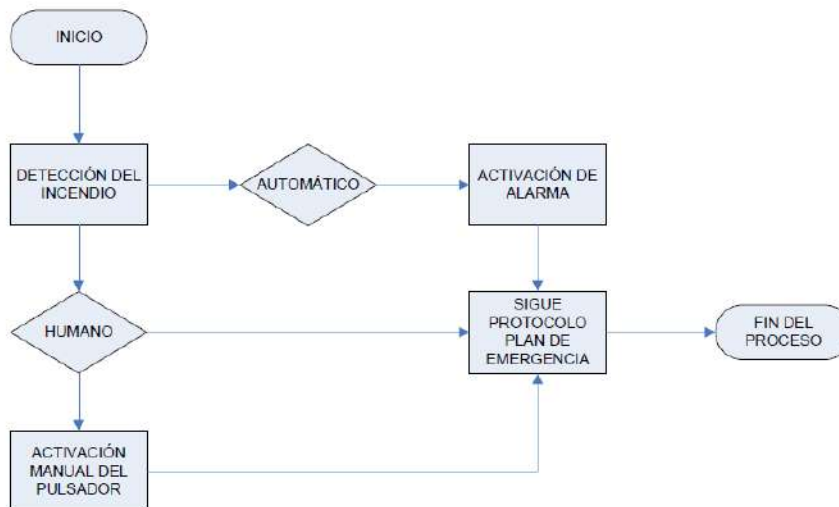 INICIO
DETECCIÓN DEL
INCENDIO
AUTOMÁTICO
ACTIVACIÓN DE
ALARMA
HUMANO
SIGUE
PROTOCOLO
PLAN DE
EMERGENCIA
FIN DEL
PROCESO
ACTIVACIÓN
MANUAL DEL
PULSADOR